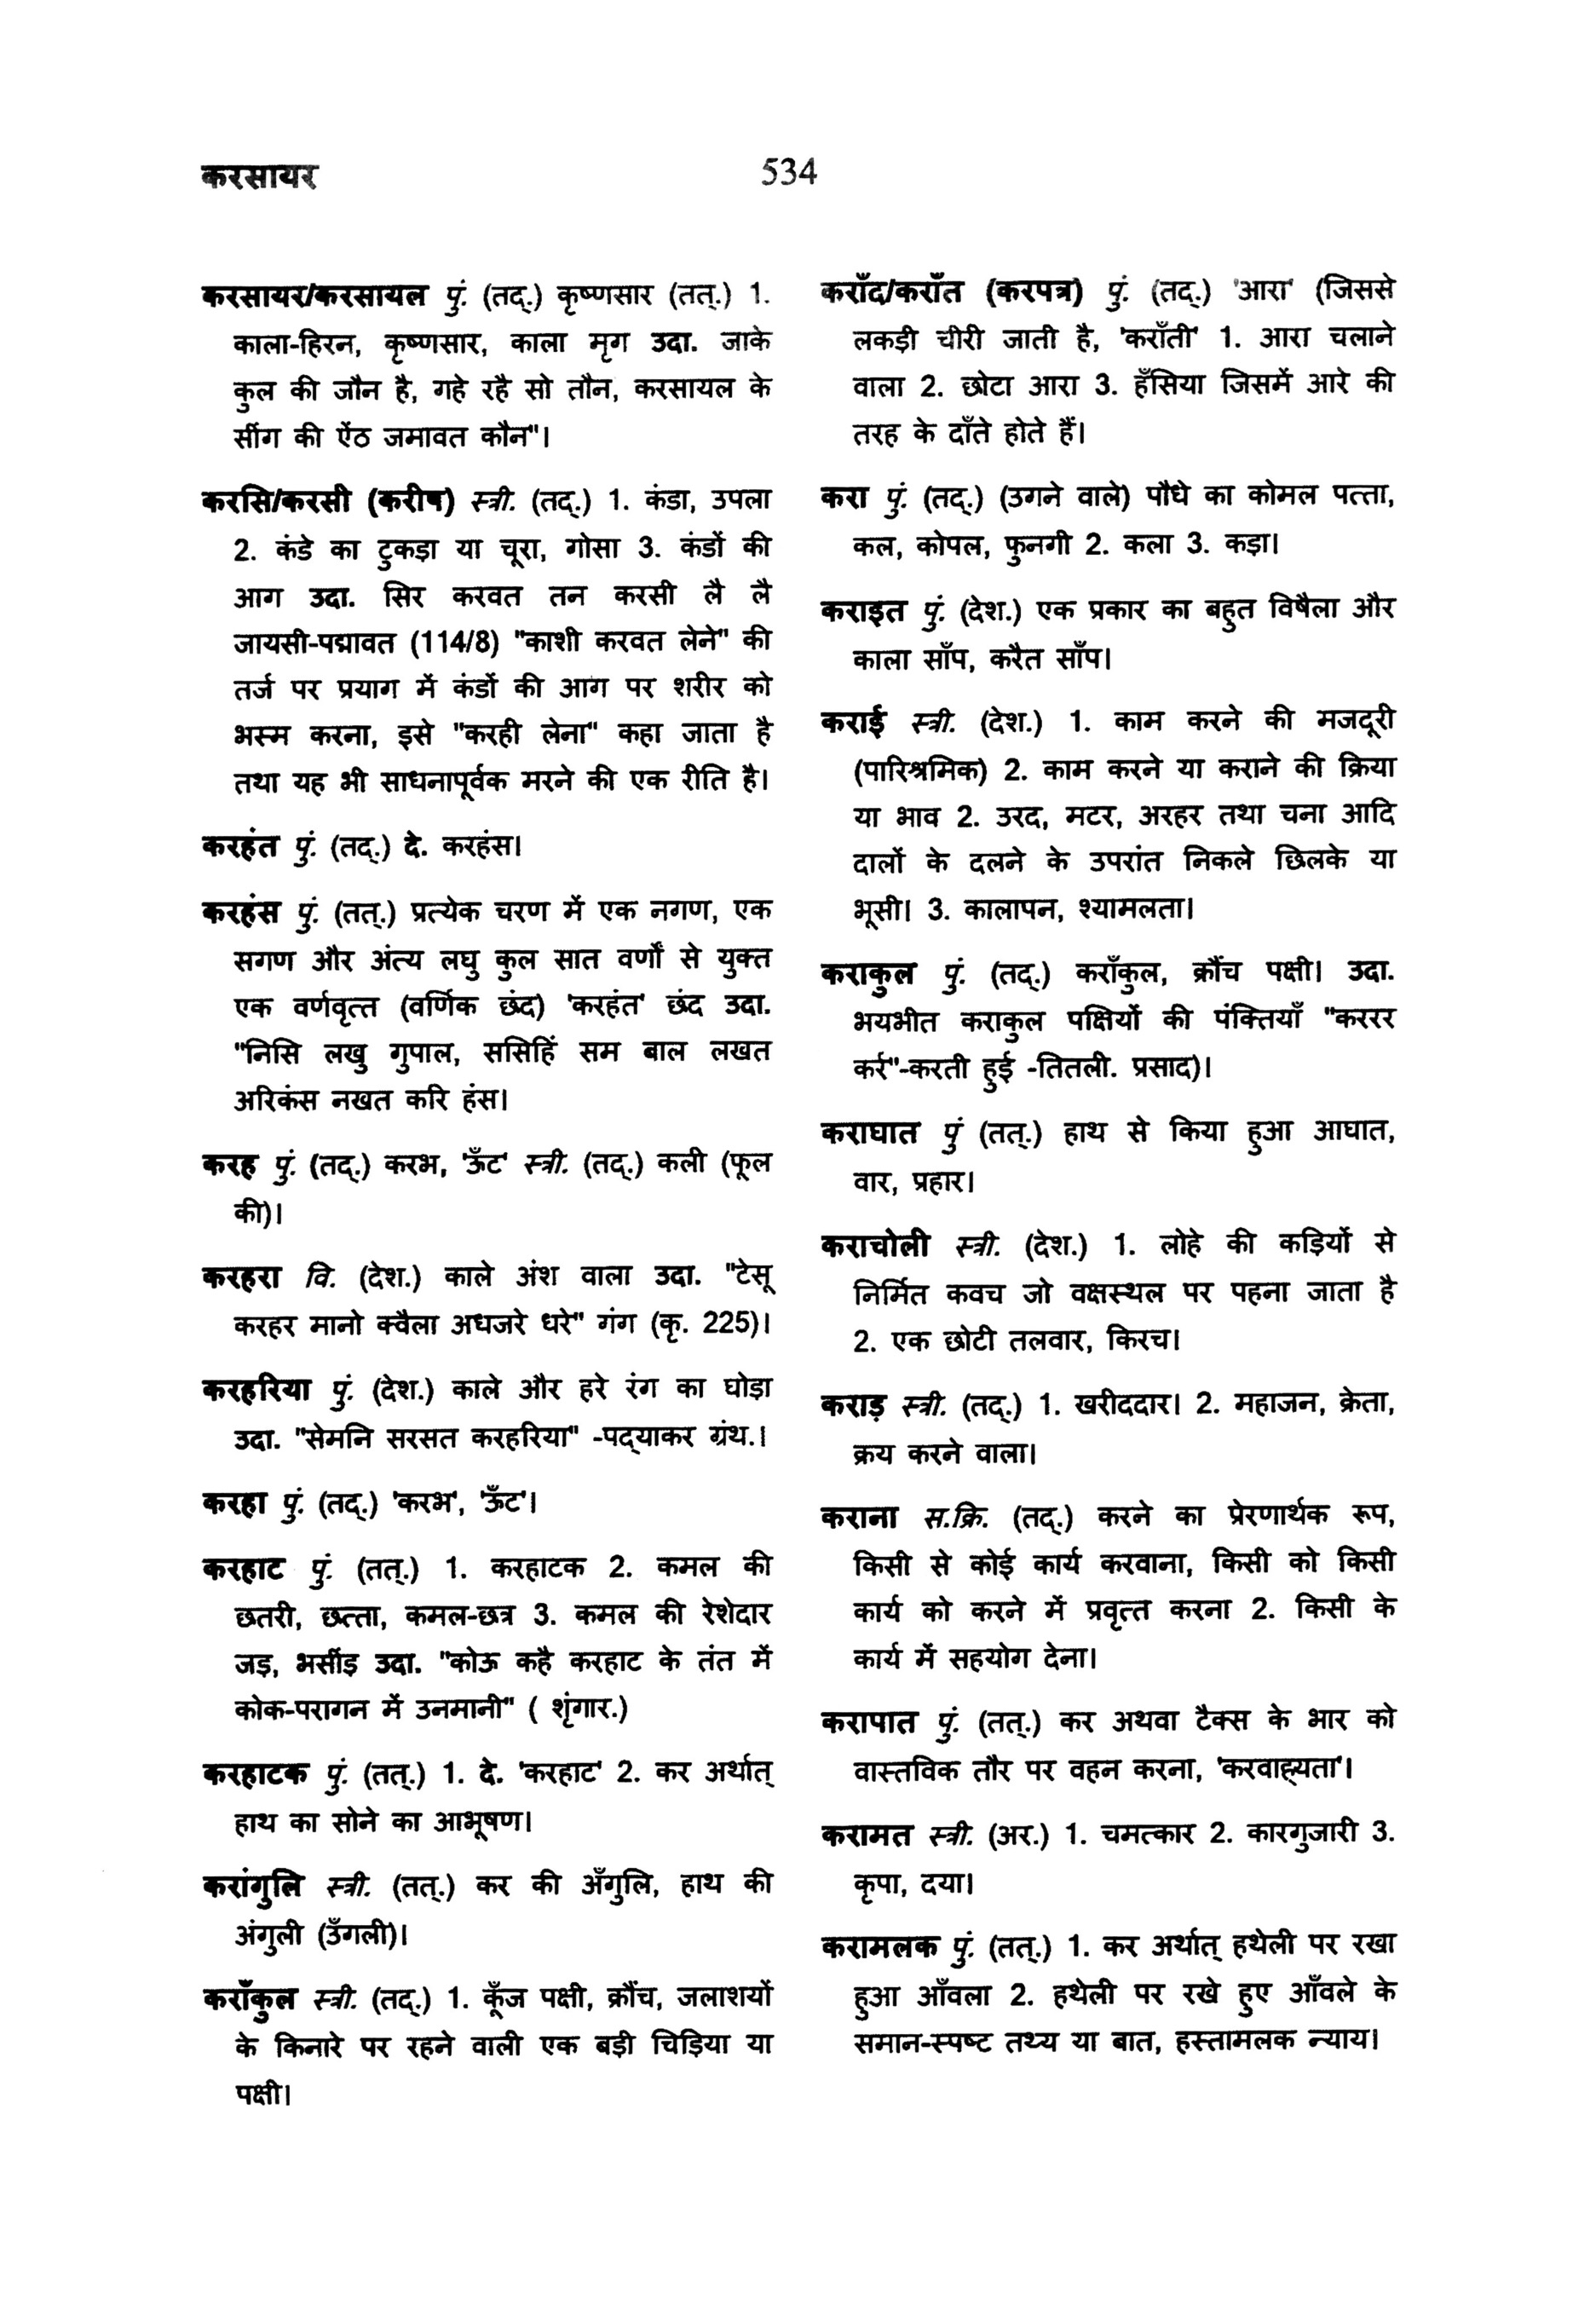 करसायर
534
करसायर/करसायल पुं. (तद्.) कृष्णसार (तत्.) 1.
काला-हिरन, कृष्णसार, काला मृग उदा. जाके
कुल की जौन है, गहे रहै सो तौन, करसायल के
सींग की ऐंठ जमावत कौन"।
करसि/करसी (करीष) स्त्री. (तद्.) 1. कंडा, उपला
2. कंडे का टुकड़ा या चूरा, गोसा 3. कंडों की
आग उदा. सिर करवत तन करसी लै लै
जायसी-पद्मावत (114/8) "काशी करवत लेने" की
तर्ज पर प्रयाग में कंडों की आग पर शरीर को
भस्म करना, इसे "करही लेना" कहा जाता है
तथा यह भी साधनापूर्वक मरने की एक रीति है।
करहंत पुं. (तद्.) दे. करहंस।
करहंस पुं. (तत्.) प्रत्येक चरण में एक नगण, एक
सगण और अंत्य लघु कुल सात वर्णों से युक्त
एक वर्णवृत्त (वर्णिक छंद) 'करहंत' छंद उदा.
"निसि लखु गुपाल, ससिहिं सम बाल लखत
अरिकंस नखत करि हंस।
करह पुं. (तद्.) करभ, 'ऊँट' स्त्री. (तद्.) कली (फूल
की)।
करहरा वि. (देश.) काले अंश वाला उदा. "टेसू
करहर मानो क्वैला अधजरे धरे" गंग (कृ. 225)।
करहरिया पुं. (देश.) काले और हरे रंग का घोड़ा
उदा. "सेमनि सरसत करहरिया" -पद्याकर ग्रंथ.।
करहा पुं. (तद्.) 'करभ', 'ऊँट'।
करहाट पुं. (तत्.) 1. करहाटक 2. कमल की
छतरी, छत्ता, कमल-छत्र 3. कमल की रेशेदार
जड़, भसींड़ उदा. "कोऊ कहै करहाट के तंत में
कोक-परागन में उनमानी" ( शृंगार.)
करहाटक पुं. (तत्.) 1. दे. 'करहाट' 2. कर अर्थात्
हाथ का सोने का आभूषण।
करांगुलि स्त्री. (तत्.) कर की अँगुलि, हाथ की
अंगुली (उँगली)।
कराँकुल स्त्री. (तद्.) 1. कूँज पक्षी, क्रौंच, जलाशयों
के किनारे पर रहने वाली एक बड़ी चिड़िया या
पक्षी।
कराँद/कराँत (करपत्र) पुं. (तद्.) 'आरा' (जिससे
लकड़ी चीरी जाती है, 'कराँती' 1. आरा चलाने
वाला 2. छोटा आरा 3. हँसिया जिसमें आरे की
तरह के दाँते होते हैं।
करा पुं. (तद्.) (उगने वाले) पौधे का कोमल पत्ता,
कल, कोपल, फुनगी 2. कला 3. कड़ा।
कराइत पुं. (देश.) एक प्रकार का बहुत विषैला और
काला साँप, करैत साँप।
कराई स्त्री. (देश.) 1. काम करने की मजदूरी
(पारिश्रमिक) 2. काम करने या कराने की क्रिया
या भाव 2. उरद, मटर, अरहर तथा चना आदि
दालों के दलने के उपरांत निकले छिलके या
भूसी। 3. कालापन, श्यामलता।
कराकुल पुं. (तद्.) कराँकुल, क्रौंच पक्षी। उदा.
भयभीत कराकुल पक्षियों की पंक्तियाँ "कररर
कर्र"-करती हुई -तितली. प्रसाद)।
कराघात पुं (तत्.) हाथ से किया हुआ आघात,
वार, प्रहार।
कराचोली स्त्री. (देश.) 1. लोहे की कड़ियों से
निर्मित कवच जो वक्षस्थल पर पहना जाता है
2. एक छोटी तलवार, किरच।
कराड़ स्त्री. (तद्.) 1. खरीददार। 2. महाजन, क्रेता,
क्रय करने वाला।
कराना स.क्रि. (तद्.) करने का प्रेरणार्थक रूप,
किसी से कोई कार्य करवाना, किसी को किसी
कार्य को करने में प्रवृत्त करना 2. किसी के
कार्य में सहयोग देना।
करापात पुं. (तत्.) कर अथवा टैक्स के भार को
वास्तविक तौर पर वहन करना, 'करवाह्यता'।
करामत स्त्री. (अर.) 1. चमत्कार 2. कारगुजारी 3.
कृपा, दया।
करामलक पुं. (तत्.) 1. कर अर्थात् हथेली पर रखा
हुआ आँवला 2. हथेली पर रखे हुए आँवले के
समान-स्पष्ट तथ्य या बात, हस्तामलक न्याय।